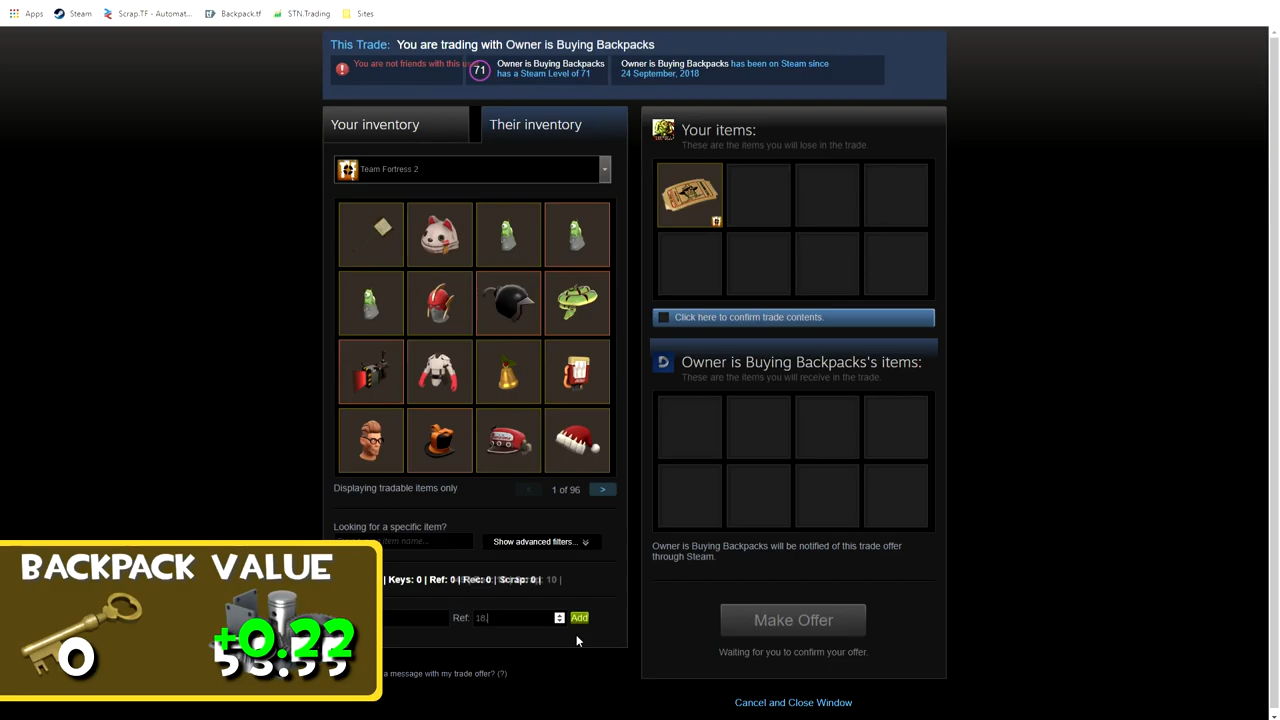 Apps Steam Scrap.TF - Automat... Backpack.tf STN.Trading Sites
This Trade: You are trading with Owner is Buying Backpacks
You are not friends with this
71
Owner is Buying Backpacks
has a Steam Level of 71
Owner is Buying Backpacks has been on Steam since
24 September, 2018
Your inventory
Their inventory
Team Fortress 2
Displaying tradable items only
<
1 of 96
>
Looking for a specific item?
item name...
Show advanced filters...
| Keys: 0 | Ref: 0 | Rec: 0 | Scrap: 0 | 10 |
Ref:
18.
Add
a message with my trade offer? (?)
Your items:
These are the items you will lose in the trade.
Click here to confirm trade contents.
Owner is Buying Backpacks's items:
These are the items you will receive in the trade.
Owner is Buying Backpacks will be notified of this trade offer
through Steam.
Make Offer
Waiting for you to confirm your offer.
Cancel and Close Window
BACKPACK VALUE
0
+0.22